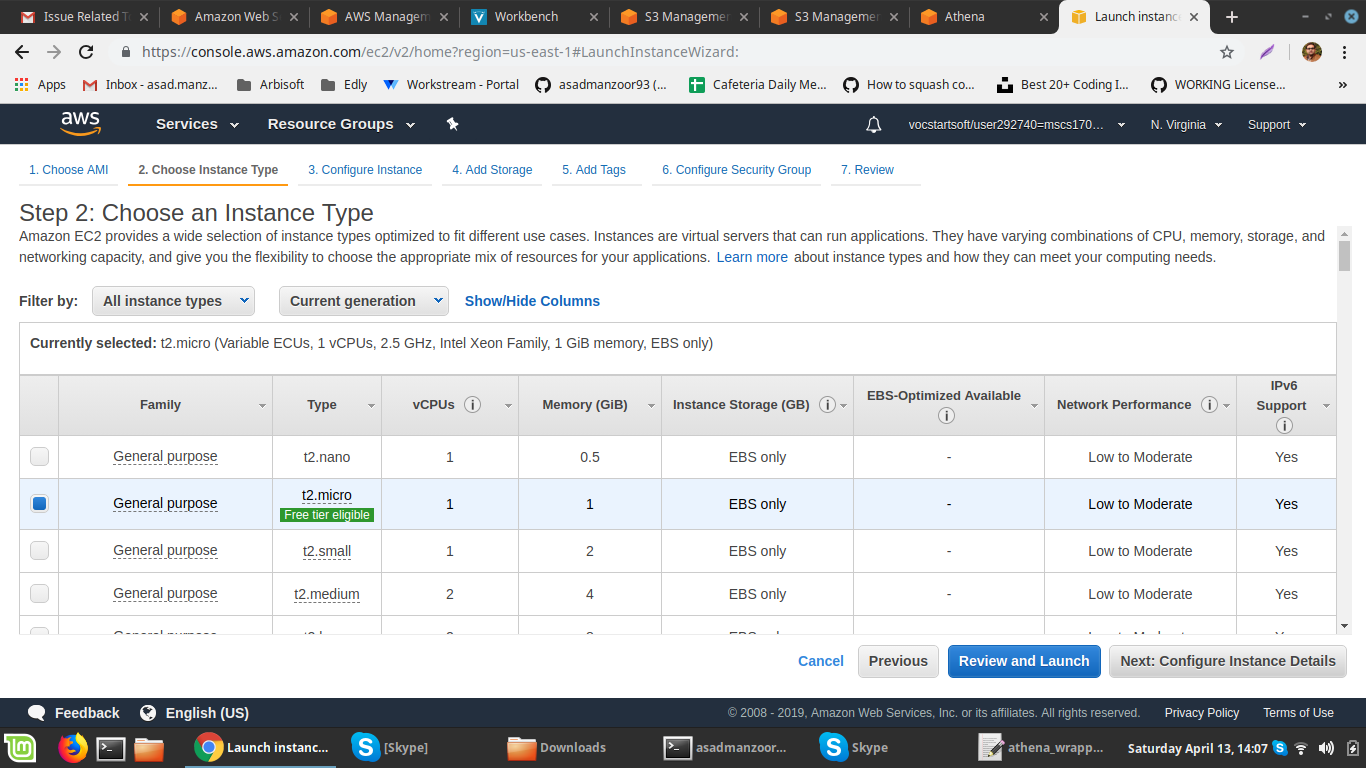 Issue Related T
Amazon Web S
AWS Managem
Workbench
S3 Managemen
S3 Managemen
Athena
Launch instanc
https://console.aws.amazon.com/ec2/v2/home?region=us-east-1#LaunchInstanceWizard:
Apps
Inbox - asad.manz...
Arbisoft
Edly
Workstream - Portal
asadmanzoor93 (...
Cafeteria Daily Me...
How to squash co...
Best 20+ Coding I...
WORKING License...
»
aws
Services
Resource Groups
vocstartsoft/user292740=mscs170...
N. Virginia
Support
1. Choose AMI
2. Choose Instance Type
3. Configure Instance
4. Add Storage
5. Add Tags
6. Configure Security Group
7. Review
Step 2: Choose an Instance Type
Amazon EC2 provides a wide selection of instance types optimized to fit different use cases. Instances are virtual servers that can run applications. They have varying combinations of CPU, memory, storage, and
networking capacity, and give you the flexibility to choose the appropriate mix of resources for your applications. Learn more about instance types and how they can meet your computing needs.
Filter by: All instance types Current generation Show/Hide Columns
Currently selected: t2.micro (Variable ECUs, 1 vCPUs, 2.5 GHz, Intel Xeon Family, 1 GiB memory, EBS only)
Family
Type
vCPUs
Memory (GiB)
Instance Storage (GB)
EBS-Optimized Available
Network Performance
IPv6
Support
General purpose t2.nano 1 0.5 EBS only - Low to Moderate Yes
General purpose t2.micro 1 1 EBS only - Low to Moderate Yes
Free tier eligible
General purpose t2.small 1 2 EBS only - Low to Moderate Yes
General purpose t2.medium 2 4 EBS only - Low to Moderate Yes
Cancel
Previous
Review and Launch
Next: Configure Instance Details
Feedback
English (US)
© 2008 - 2019, Amazon Web Services, Inc. or its affiliates. All rights reserved.
Privacy Policy
Terms of Use
Launch instanc...
[Skype]
Downloads
asadmanzoor...
Skype
athena_wrapp...
Saturday April 13, 14:07